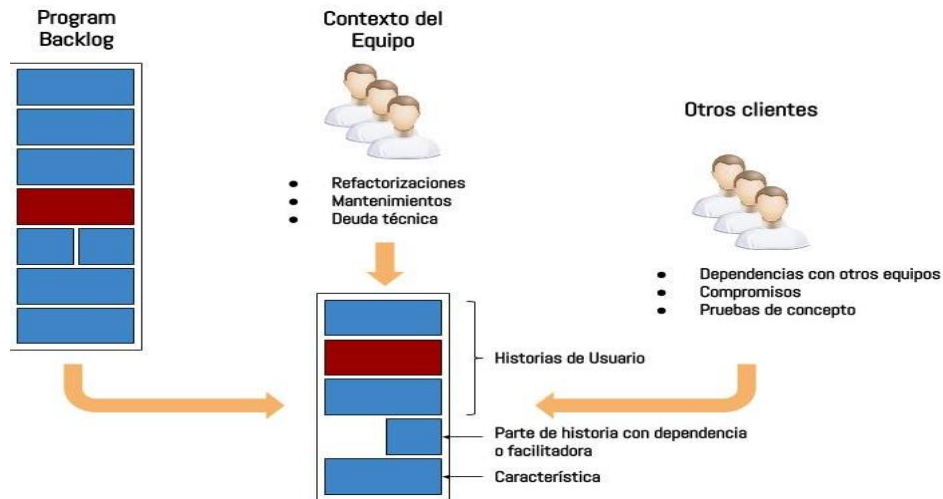 Program
Backlog
Contexto del
Equipo
• Refactorizaciones
• Mantenimientos
• Deuda técnica
Otros clientes
• Dependencias con otros equipos
• Compromisos
• Pruebas de concepto
Historias de Usuario
Parte de historia con dependencia
o facilitadora
Característica